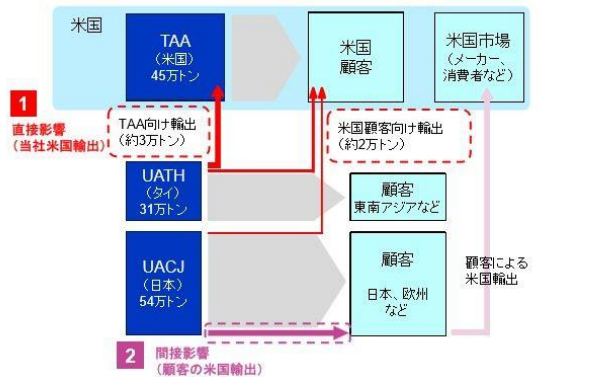 米国
TAA
（米国）
45万トン
米国
顧客
米国市場
（メーカー、
消費者など）
1
直接影響
（当社米国輸出）
TAA向け輸出
（約3万トン）
米国顧客向け輸出
（約2万トン）
UATH
（タイ）
31万トン
顧客
東南アジアなど
UACJ
（日本）
54万トン
顧客
日本、欧州
など
顧客による
米国輸出
2
間接影響
（顧客の米国輸出）